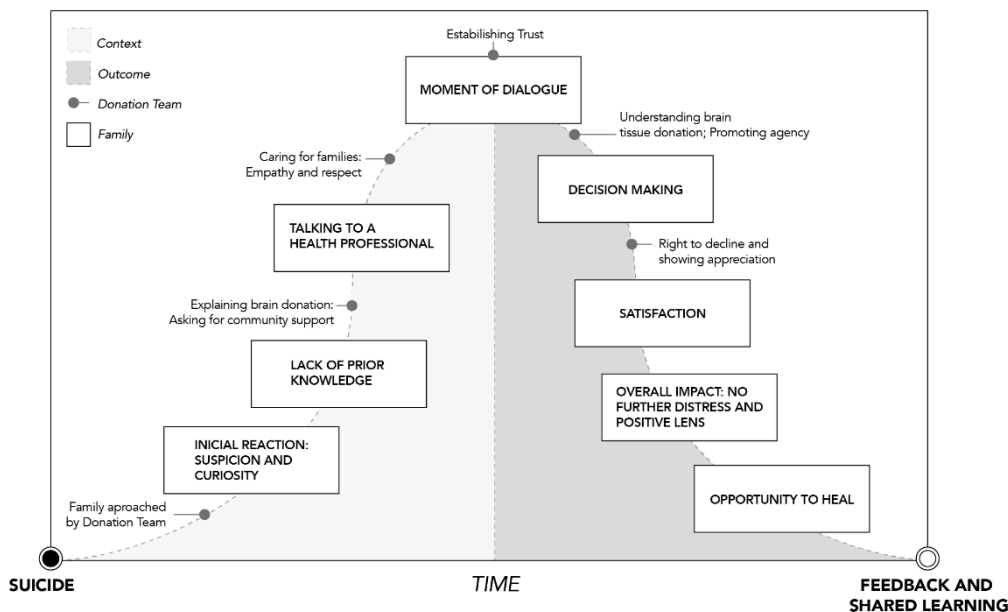 Context
Outcome
Donation Team
Family
Estabilishing Trust
MOMENT OF DIALOGUE
Understanding brain
tissue donation; Promoting agency
Caring for families:
Empathy and respect
DECISION MAKING
TALKING TO A
HEALTH PROFESSIONAL
Right to decline and
showing appreciation
Explaining brain donation:
Asking for community support
SATISFACTION
LACK OF PRIOR
KNOWLEDGE
OVERALL IMPACT: NO
FURTHER DISTRESS AND
POSITIVE LENS
INICIAL REACTION:
SUSPICION AND
CURIOSITY
OPPORTUNITY TO HEAL
Family aproached
by Donation Team
SUICIDE
TIME
FEEDBACK AND
SHARED LEARNING